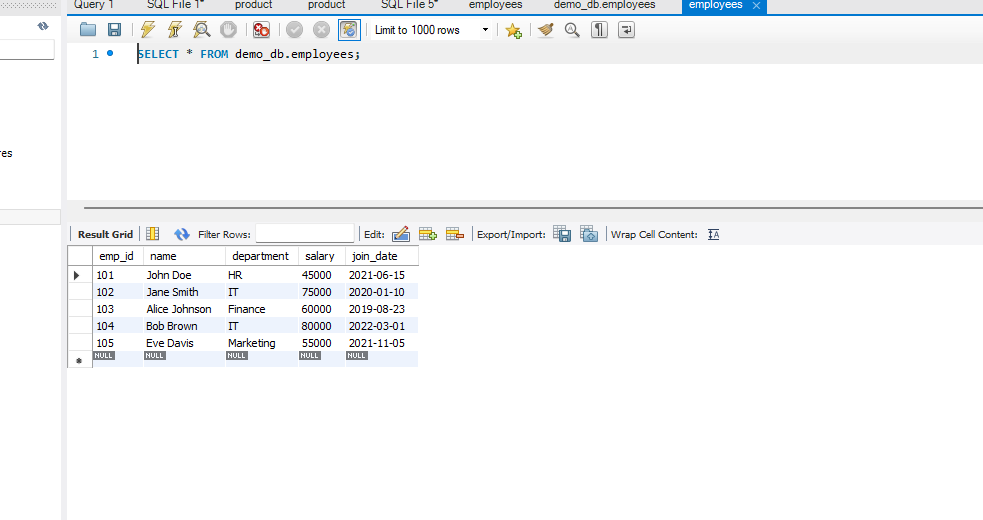 Query 1 SQL File 1* product product SQL File 5* employees demo_db.employees employees
Limit to 1000 rows
1 SELECT * FROM demo_db.employees;
res
Result Grid Filter Rows: Edit: Export/Import: Wrap Cell Content:
emp_id name department salary join_date
101 John Doe HR 45000 2021-06-15
102 Jane Smith IT 75000 2020-01-10
103 Alice Johnson Finance 60000 2019-08-23
104 Bob Brown IT 80000 2022-03-01
105 Eve Davis Marketing 55000 2021-11-05
NULL NULL NULL NULL NULL